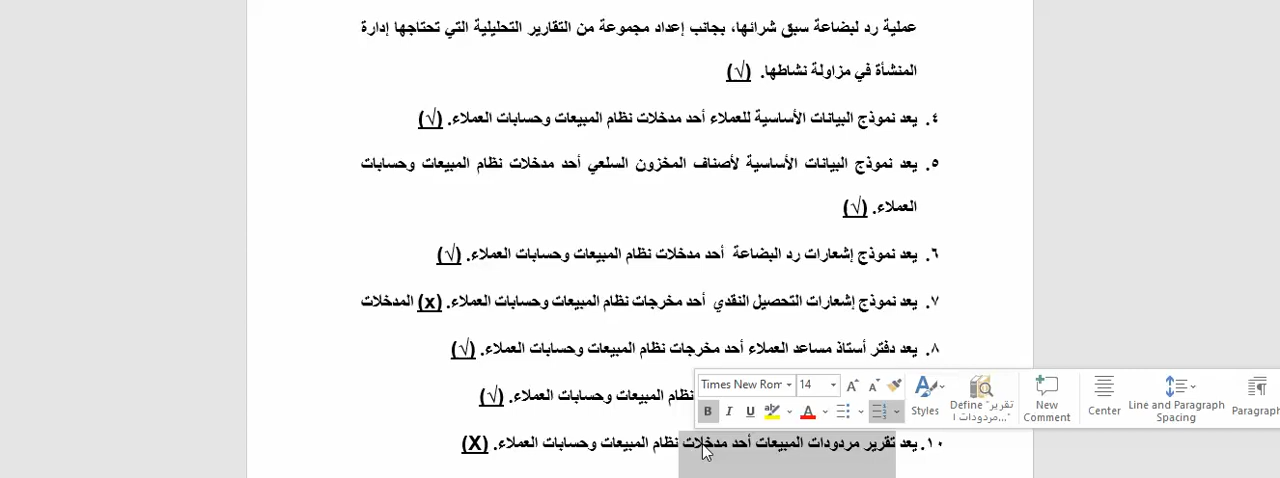 عملية رد لبضاعة سبق شرائها، بجانب إعداد مجموعة من التقارير التحليلية التي تحتاجها إدارة
المنشأة في مزاولة نشاطها. (√)
٤. يعد نموذج البيانات الأساسية للعملاء أحد مدخلات نظام المبيعات وحسابات العملاء. (√)
٥. يعد نموذج البيانات الأساسية لأصناف المخزون السلعي أحد مدخلات نظام المبيعات وحسابات
العملاء. (√)
٦. يعد نموذج إشعارات رد البضاعة أحد مدخلات نظام المبيعات وحسابات العملاء. (√)
٧. يعد نموذج إشعارات التحصيل النقدي أحد مخرجات نظام المبيعات وحسابات العملاء. (x) المدخلات
٨. يعد دفتر أستاذ مساعد العملاء أحد مخرجات نظام المبيعات وحسابات العملاء. (√)
نظام المبيعات وحسابات العملاء. (√)
Times New Rom 14 A A
B I U ab A
Styles
Define "تقرير
مردودات ا..."
New
Comment
Center
Line and Paragraph
Spacing
Paragraph
١٠. يعد تقرير مردودات المبيعات أحد مدخلات نظام المبيعات وحسابات العملاء. (X)